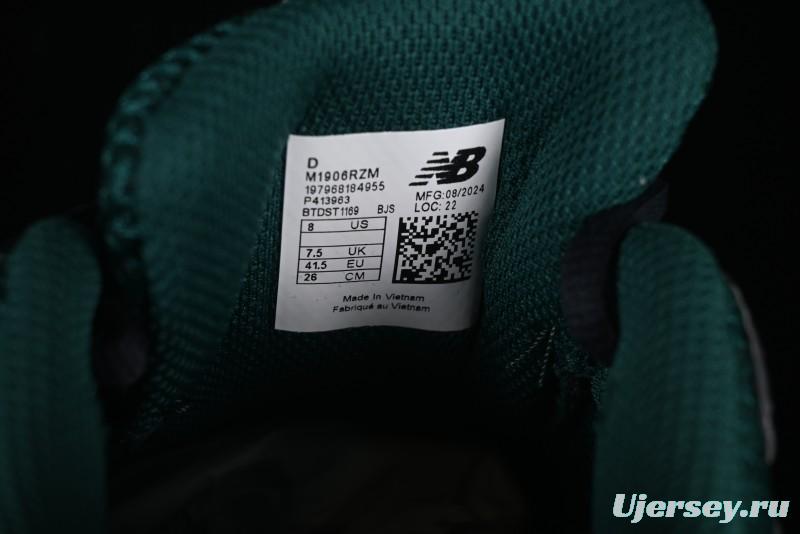 D
M1906RZM
197968184955
P413963
BTDST1169 BJS
NB
MFG:08/2024
LOC: 22
8 US
7.5 UK
41.5 EU
26 CM
Made In Vietnam
Fabriqué au Vietnam
Ujersey.ru